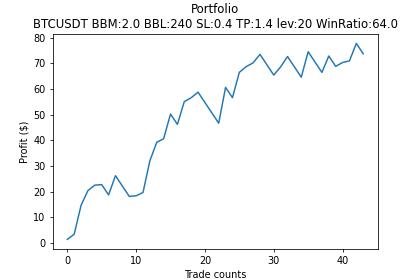 Portfolio
BTCUSDT BBM:2.0 BBL:240 SL:0.4 TP:1.4 lev:20 WinRatio:64.0
80
70
60
50
40
30
20
10
0
Profit ($)
0 10 20 30 40
Trade counts